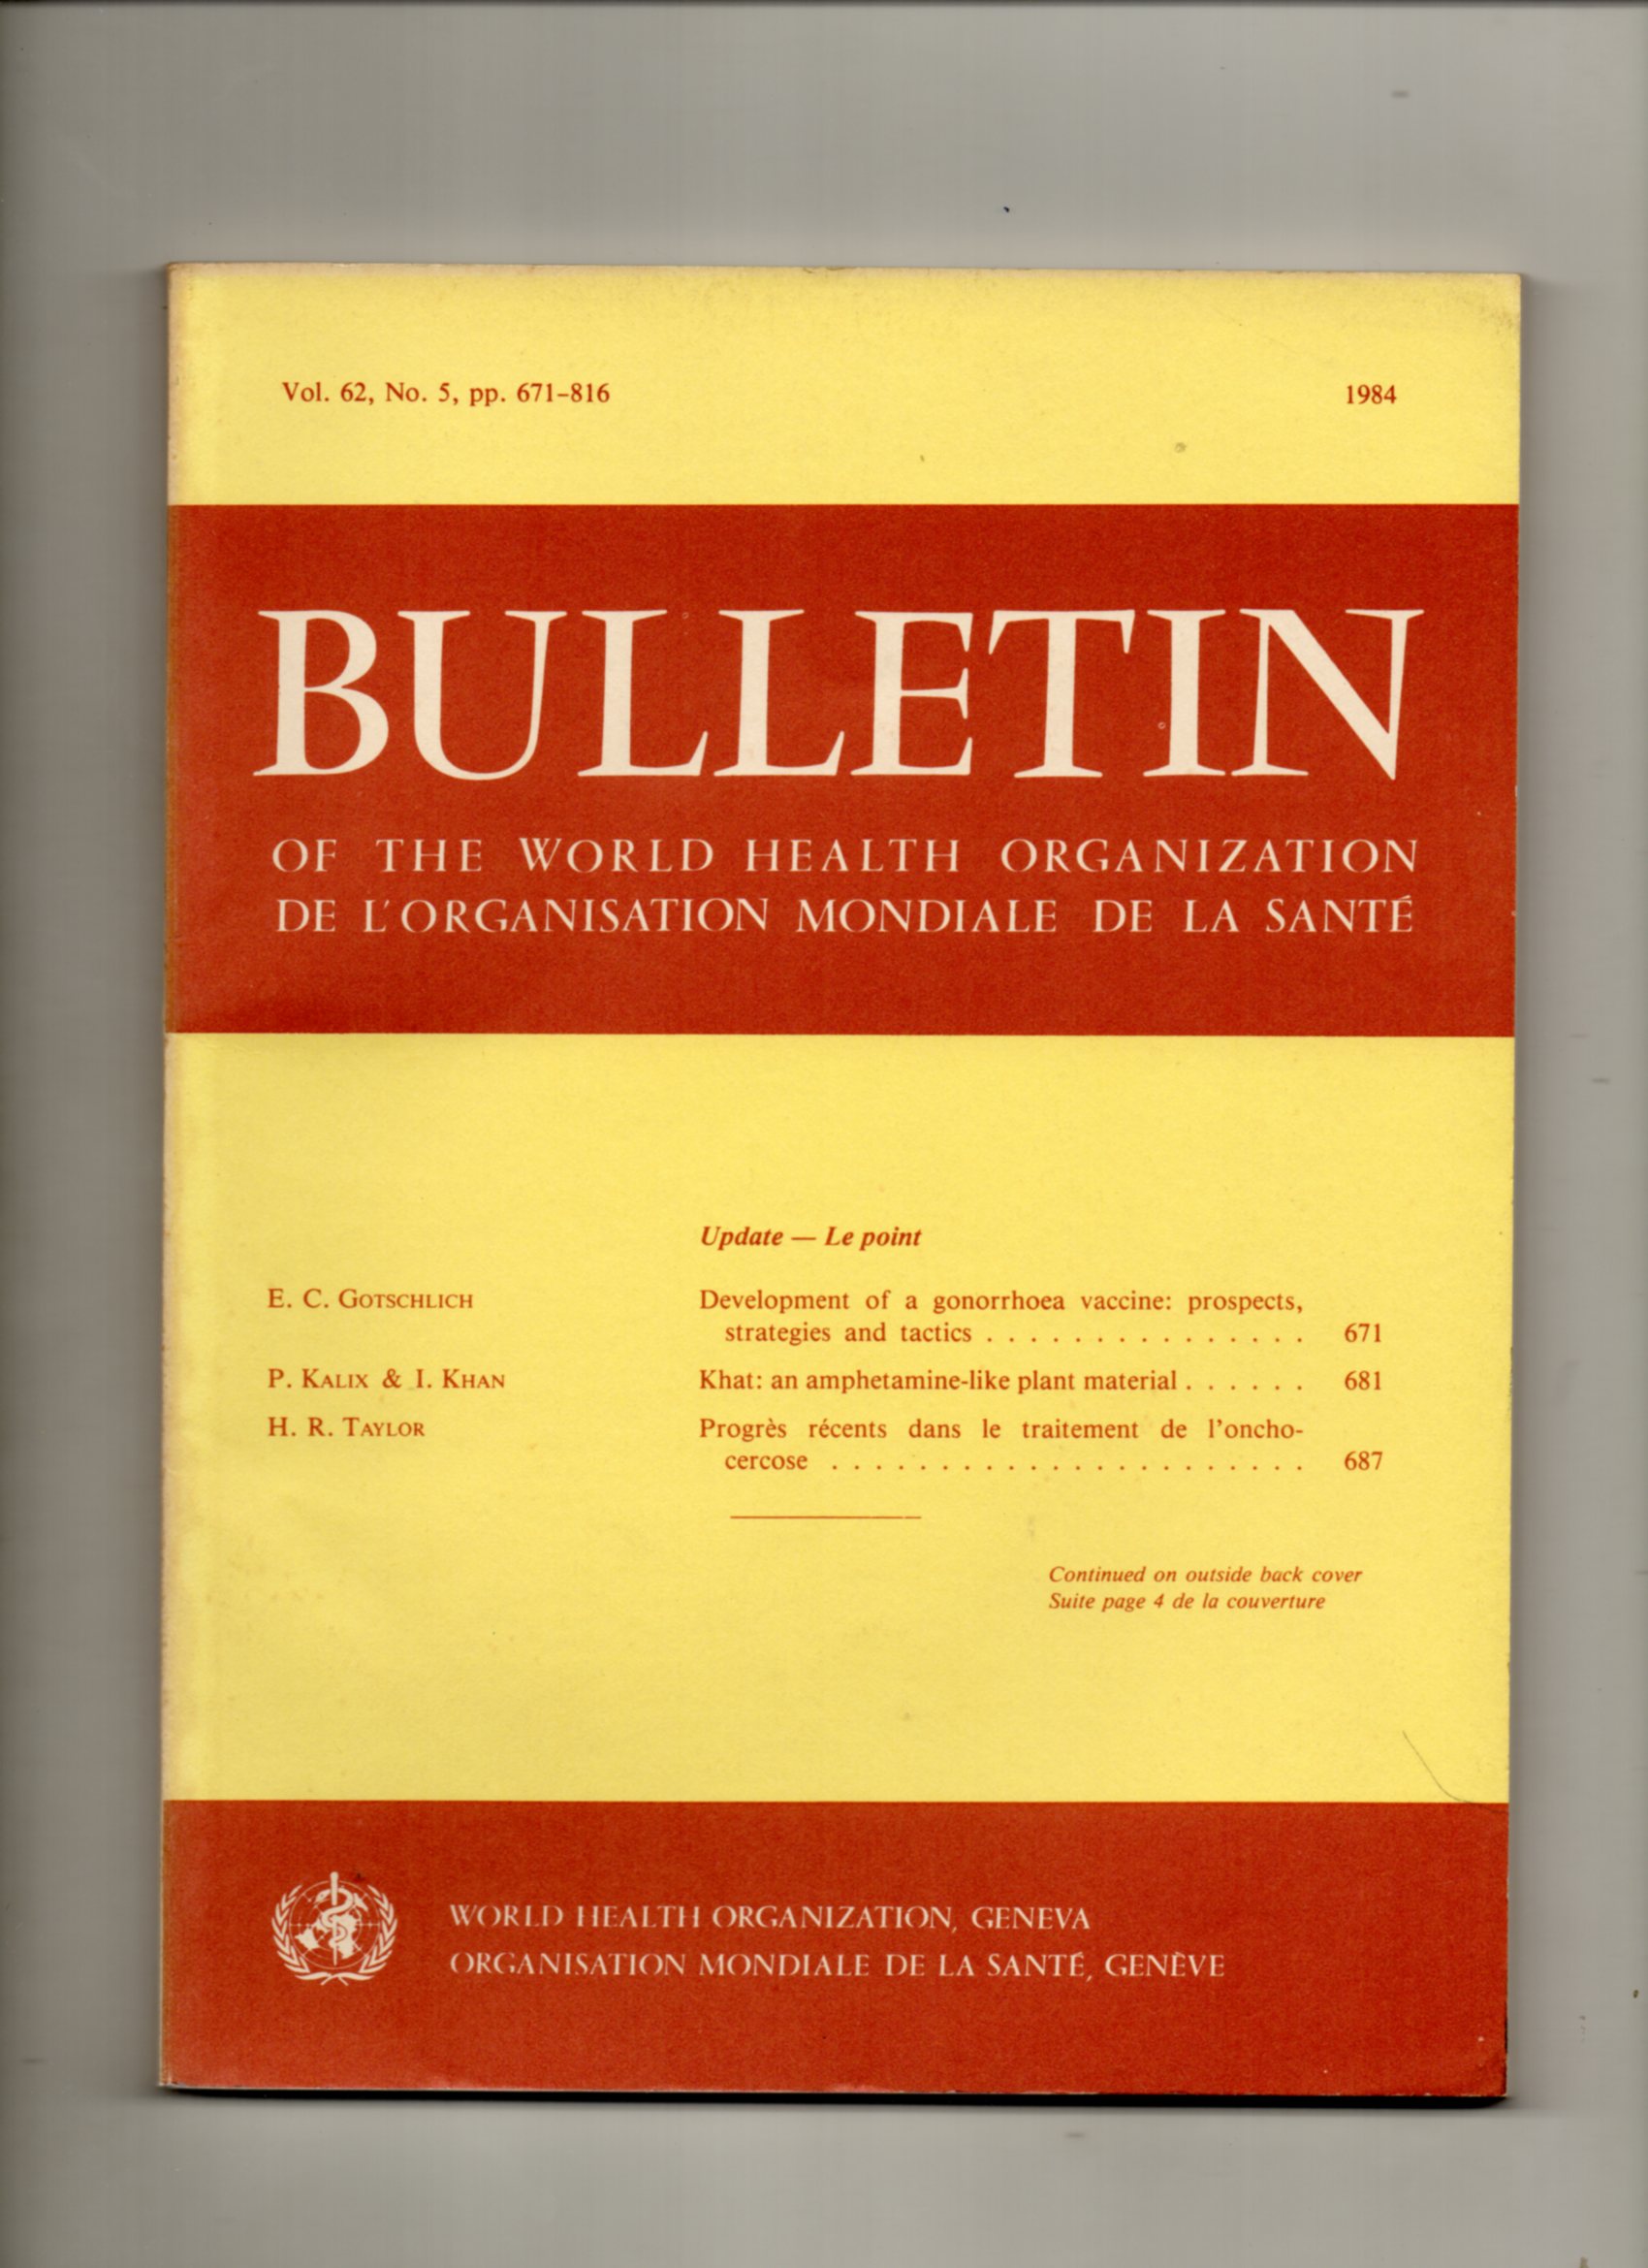 Vol. 62, No. 5, pp. 671–816 1984
BULLETIN
OF THE WORLD HEALTH ORGANIZATION
DE L'ORGANISATION MONDIALE DE LA SANTÉ
Update — Le point
E. C. GOTSCHLICH Development of a gonorrhoea vaccine: prospects,
strategies and tactics . . . . . . . . . . . . . . . 671
P. KALIX & I. KHAN Khat: an amphetamine-like plant material . . . . . . 681
H. R. TAYLOR Progrès récents dans le traitement de l'oncho-
cercose . . . . . . . . . . . . . . . . . . . . . . 687
Continued on outside back cover
Suite page 4 de la couverture
WORLD HEALTH ORGANIZATION, GENEVA
ORGANISATION MONDIALE DE LA SANTÉ, GENÈVE